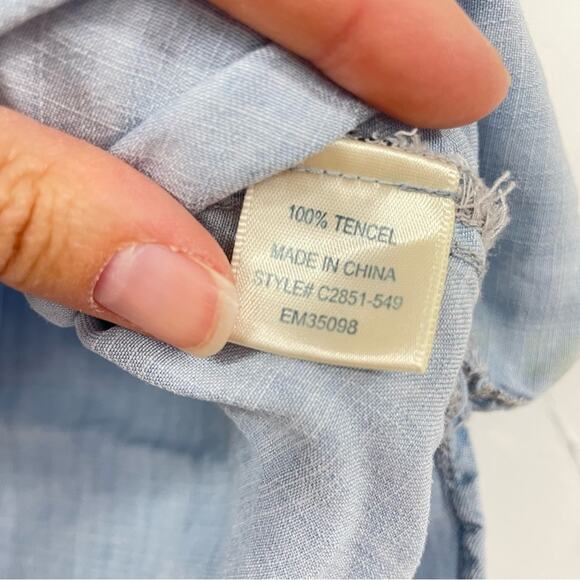 100% TENCEL
MADE IN CHINA
STYLE# C2851-549
EM35098